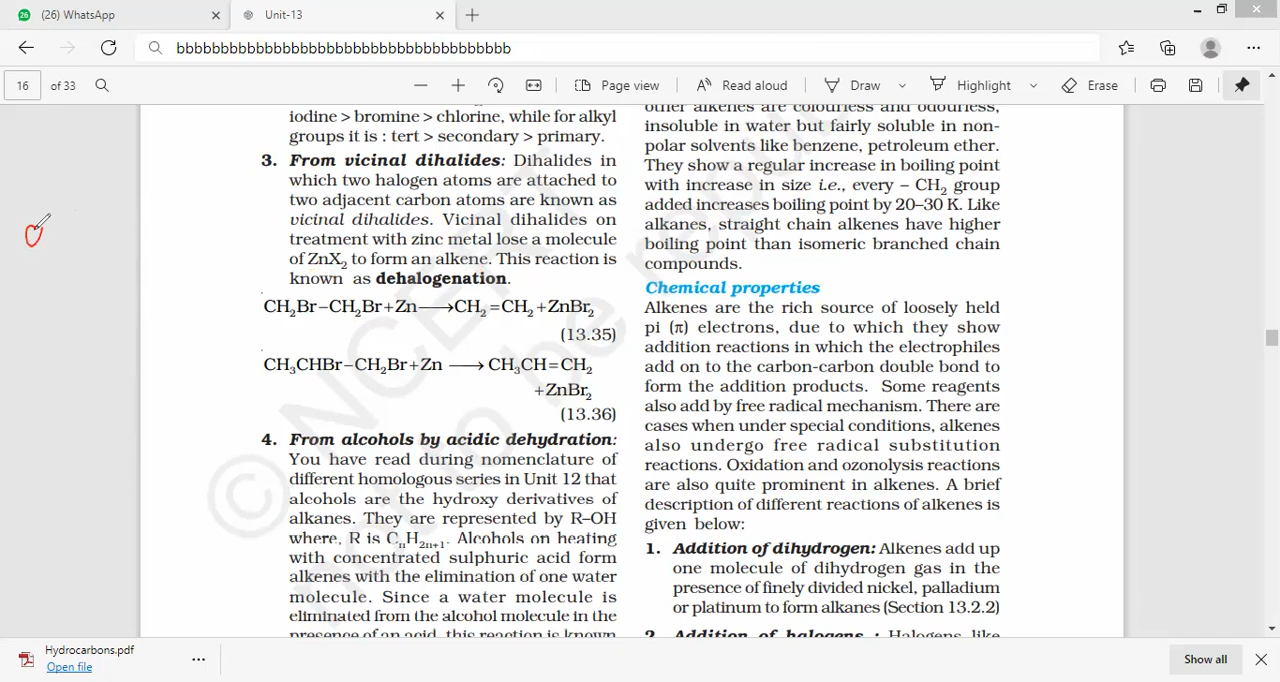 (26) WhatsApp
Unit-13
bbbbbbbbbbbbbbbbbbbbbbbbbbbbbbbbbbbbbb
16 of 33
Page view
Read aloud
Draw
Highlight
Erase
iodine > bromine > chlorine, while for alkyl
groups it is : tert > secondary > primary.
3. From vicinal dihalides: Dihalides in
which two halogen atoms are attached to
two adjacent carbon atoms are known as
vicinal dihalides. Vicinal dihalides on
treatment with zinc metal lose a molecule
of ZnX₂ to form an alkene. This reaction is
known as dehalogenation.
CH₂Br–CH₂Br+Zn⟶CH₂=CH₂+ZnBr₂
(13.35)
CH₃CHBr–CH₂Br+Zn ⟶ CH₃CH=CH₂
+ZnBr₂
(13.36)
4. From alcohols by acidic dehydration:
You have read during nomenclature of
different homologous series in Unit 12 that
alcohols are the hydroxy derivatives of
alkanes. They are represented by R–OH
where, R is CₙH₂ₙ₊₁. Alcohols on heating
with concentrated sulphuric acid form
alkenes with the elimination of one water
molecule. Since a water molecule is
eliminated from the alcohol molecule in the
presence of an acid, this reaction is known
other alkenes are colourless and odourless,
insoluble in water but fairly soluble in non-
polar solvents like benzene, petroleum ether.
They show a regular increase in boiling point
with increase in size i.e., every – CH₂ group
added increases boiling point by 20–30 K. Like
alkanes, straight chain alkenes have higher
boiling point than isomeric branched chain
compounds.
Chemical properties
Alkenes are the rich source of loosely held
pi (π) electrons, due to which they show
addition reactions in which the electrophiles
add on to the carbon-carbon double bond to
form the addition products. Some reagents
also add by free radical mechanism. There are
cases when under special conditions, alkenes
also undergo free radical substitution
reactions. Oxidation and ozonolysis reactions
are also quite prominent in alkenes. A brief
description of different reactions of alkenes is
given below:
1. Addition of dihydrogen: Alkenes add up
one molecule of dihydrogen gas in the
presence of finely divided nickel, palladium
or platinum to form alkanes (Section 13.2.2)
2. Addition of halogens : Halogens like
© NCERT
not to be republ
Hydrocarbons.pdf
Open file
Show all